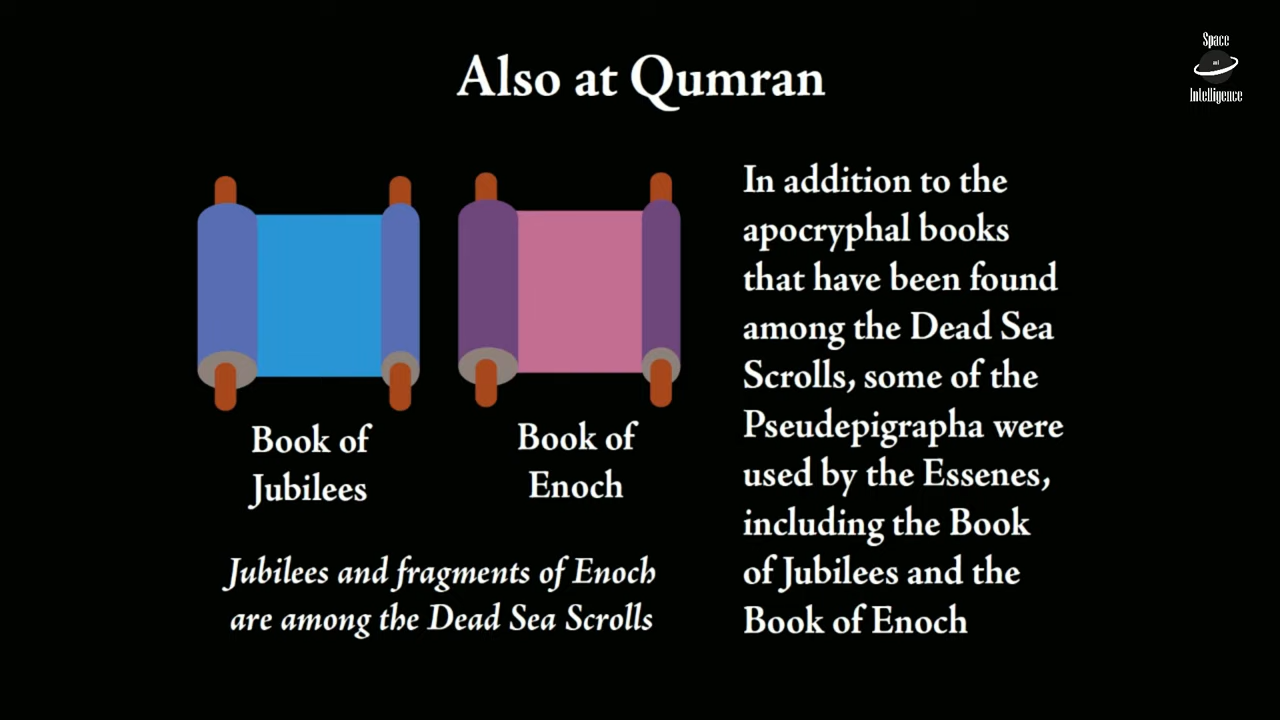 Also at Qumran
Space
and
Intelligence
Book of
Jubilees
Book of
Enoch
Jubilees and fragments of Enoch
are among the Dead Sea Scrolls
In addition to the
apocryphal books
that have been found
among the Dead Sea
Scrolls, some of the
Pseudepigrapha were
used by the Essenes,
including the Book
of Jubilees and the
Book of Enoch